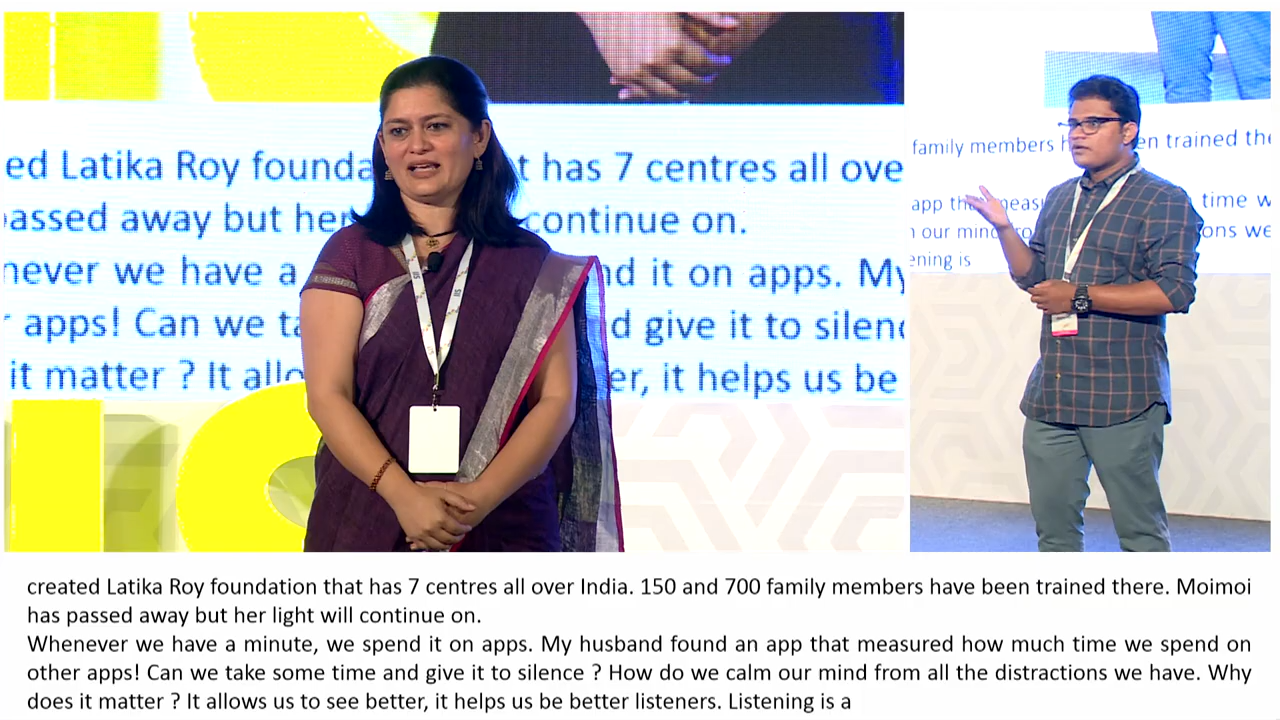 ed Latika Roy founda t has 7 centres all ove
passed away but her continue on.
never we have a nd it on apps. My
r apps! Can we ta d give it to silenc
it matter ? It allo er, it helps us be
family members h en trained the
app tha meas time w
n our mind fro ons we
ening is
created Latika Roy foundation that has 7 centres all over India. 150 and 700 family members have been trained there. Moimoi
has passed away but her light will continue on.
Whenever we have a minute, we spend it on apps. My husband found an app that measured how much time we spend on
other apps! Can we take some time and give it to silence ? How do we calm our mind from all the distractions we have. Why
does it matter ? It allows us to see better, it helps us be better listeners. Listening is a